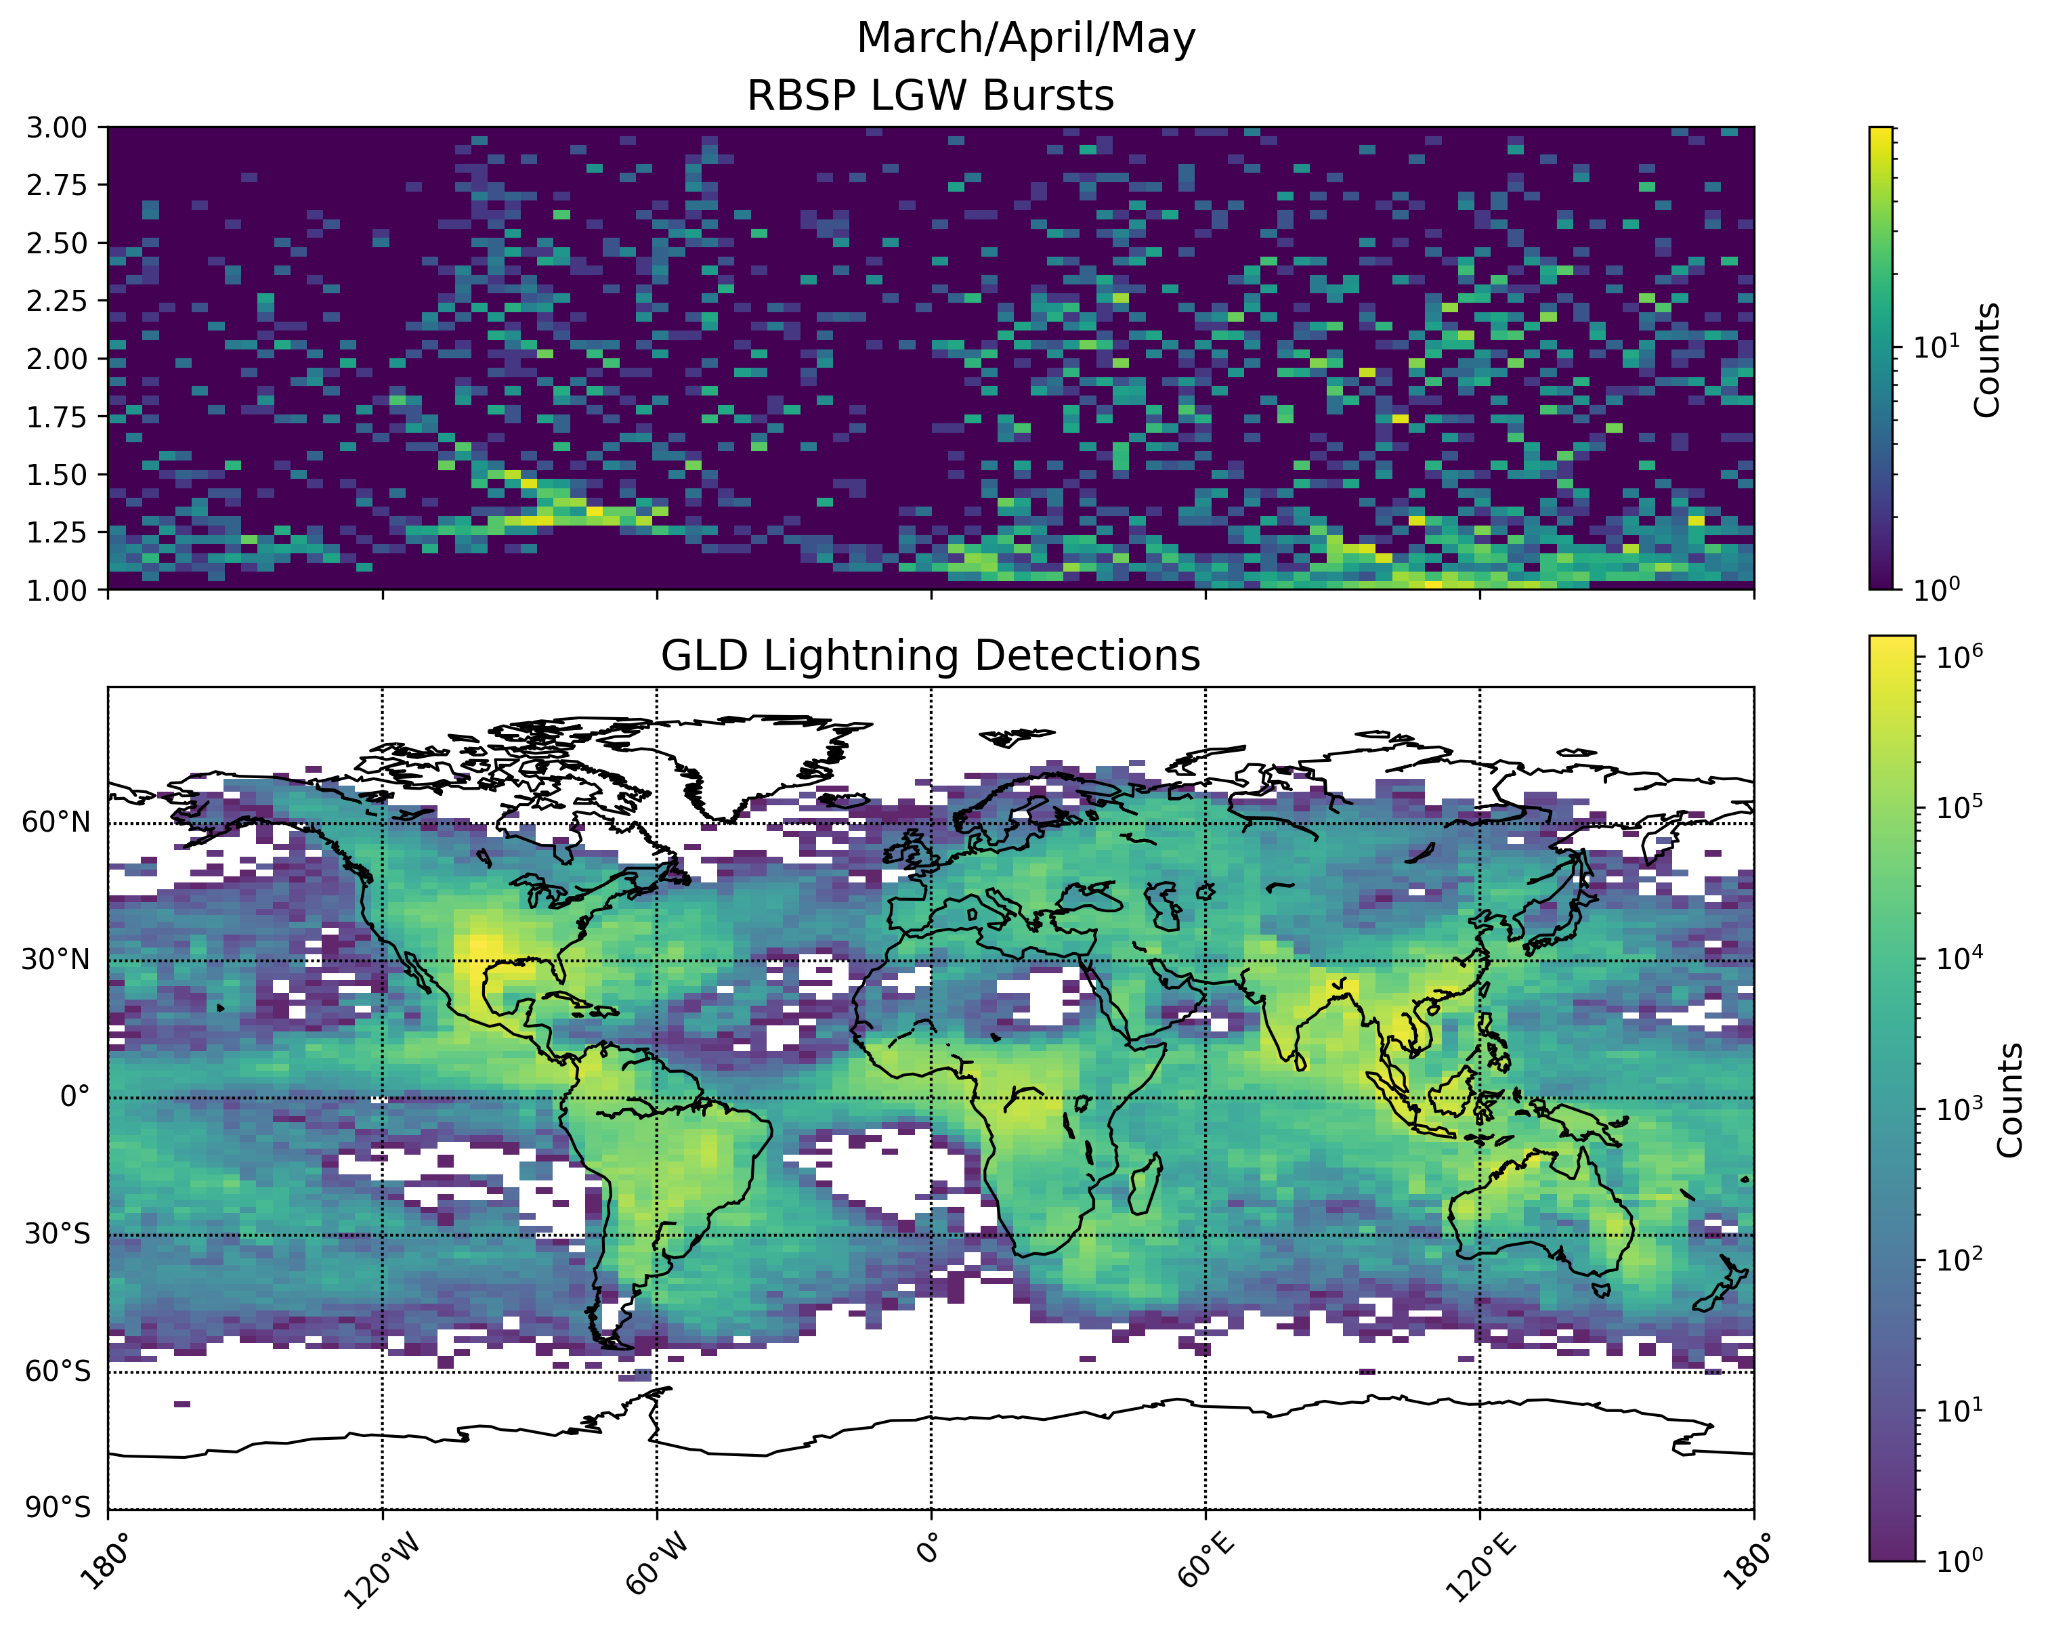 March/April/May
RBSP LGW Bursts
3.00
2.75
2.50
2.25
2.00
1.75
1.50
1.25
1.00
10¹
10⁰
Counts
GLD Lightning Detections
60°N
30°N
0°
30°S
60°S
90°S
180°
120°W
60°W
0°
60°E
120°E
180°
10⁶
10⁵
10⁴
10³
10²
10¹
10⁰
Counts